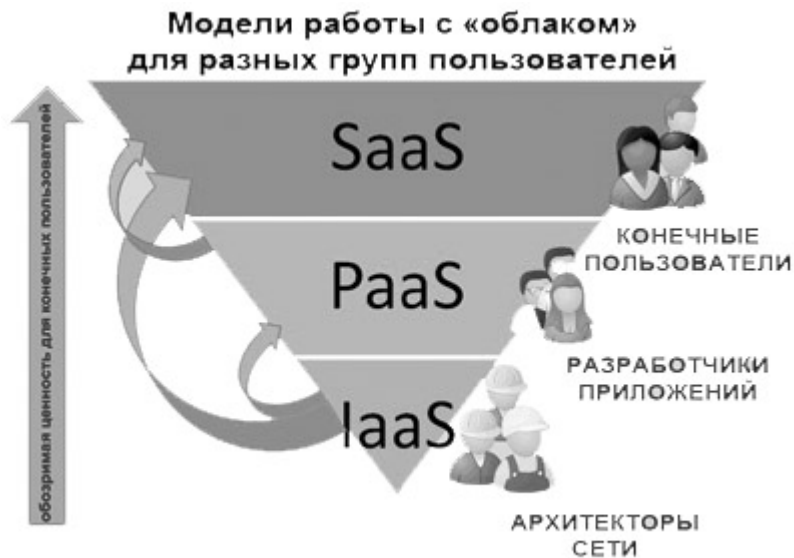 Модели работы с «облаком»
для разных групп пользователей
обозримая ценность для конечных пользователей
SaaS
КОНЕЧНЫЕ
ПОЛЬЗОВАТЕЛИ
PaaS
РАЗРАБОТЧИКИ
ПРИЛОЖЕНИЙ
IaaS
АРХИТЕКТОРЫ
СЕТИ